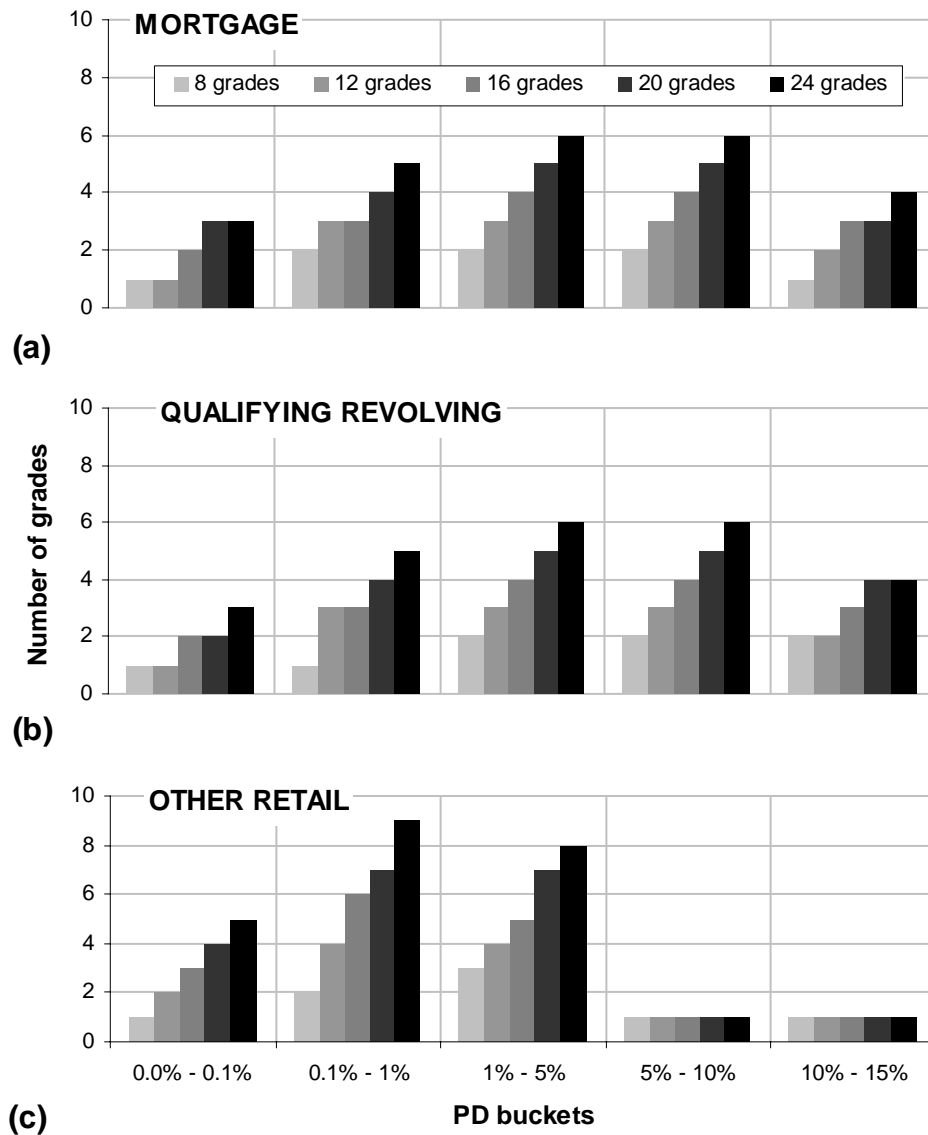 MORTGAGE
8 grades 12 grades 16 grades 20 grades 24 grades
10
8
6
4
2
0
(a)
QUALIFYING REVOLVING
10
8
6
4
2
0
Number of grades
(b)
OTHER RETAIL
10
8
6
4
2
0
0.0% - 0.1% 0.1% - 1% 1% - 5% 5% - 10% 10% - 15%
PD buckets
(c)